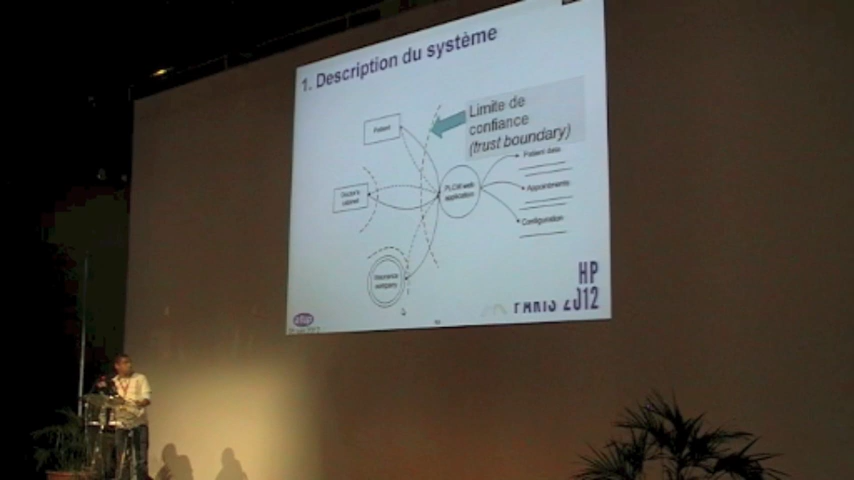 1. Description du système
Limite de
confiance
(trust boundary)
Patient
Patient data
Doctor's
cabinet
PLCM web
application
Appointments
Configuration
Insurance
company
HP
PARIS 2012
afup